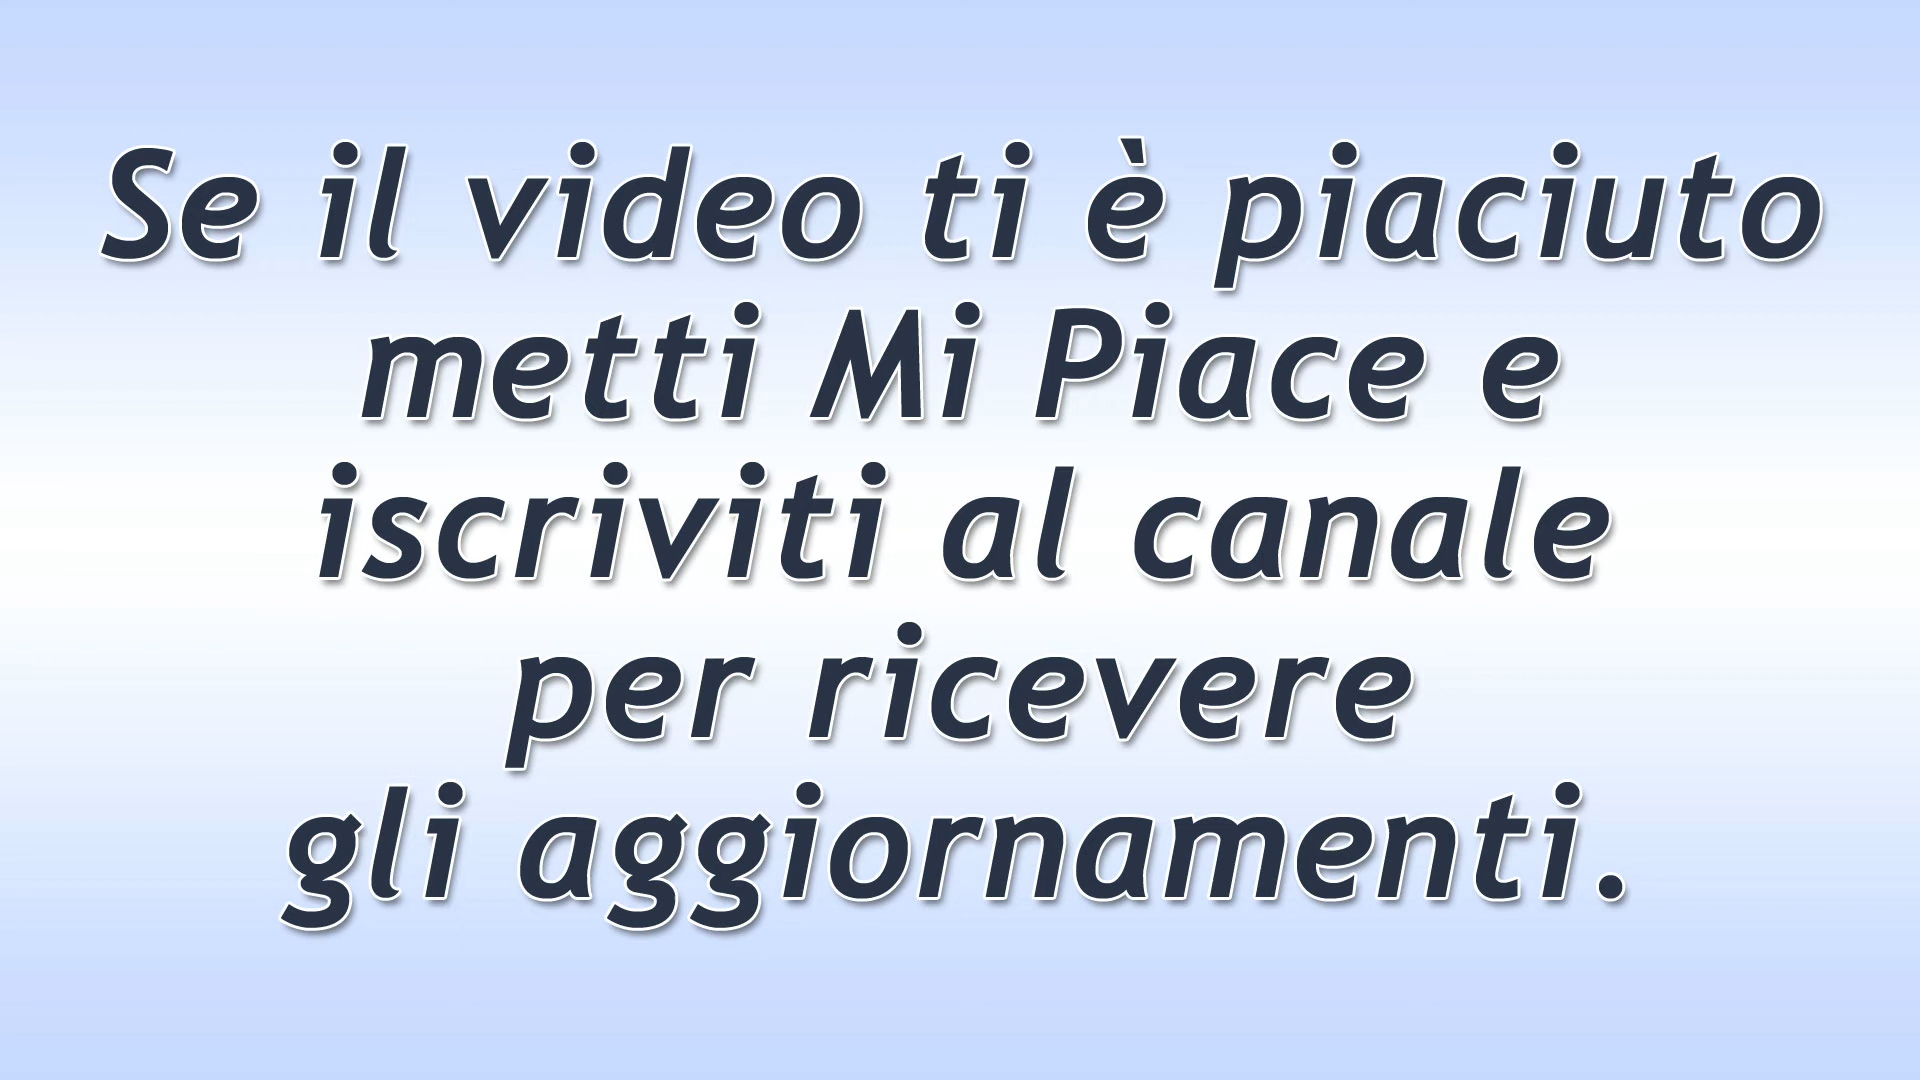 Se il video ti è piaciuto
metti Mi Piace e
iscriviti al canale
per ricevere
gli aggiornamenti.